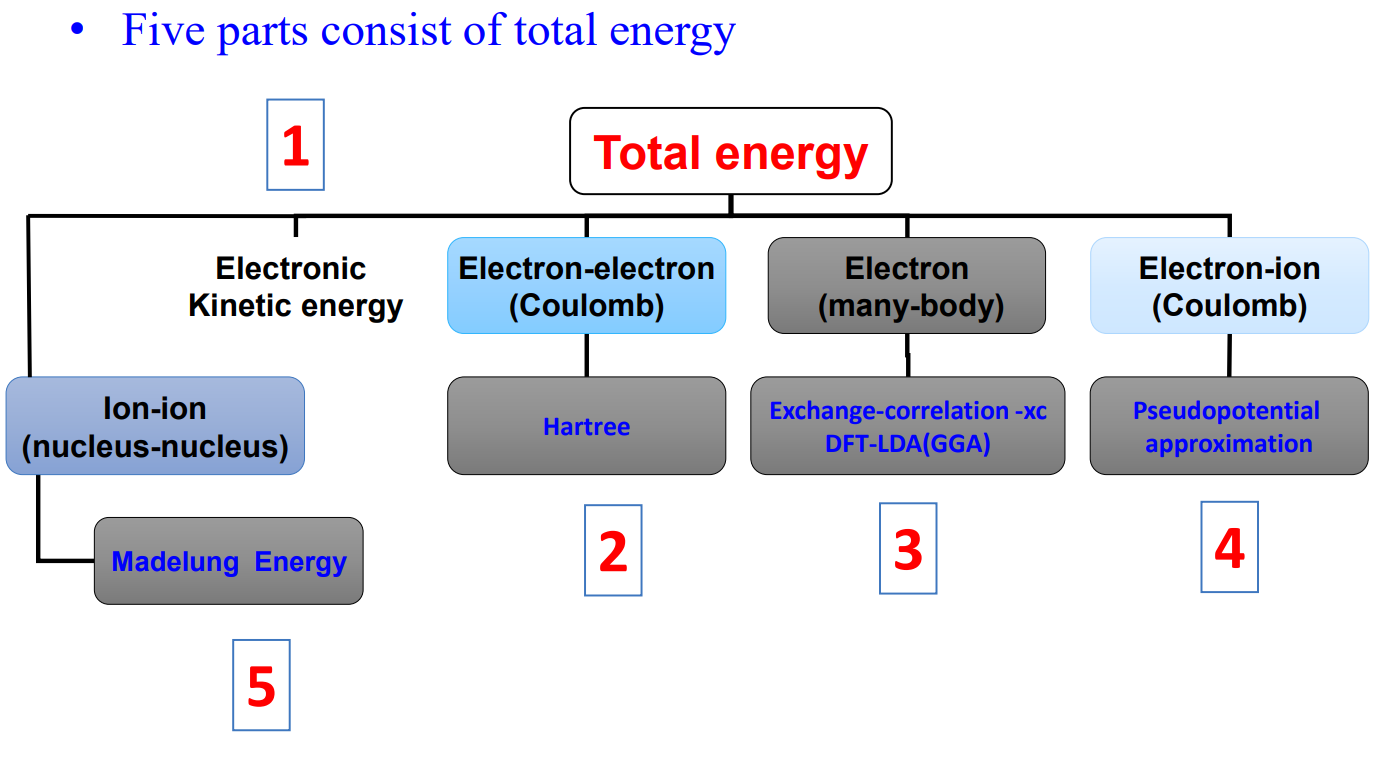 • Five parts consist of total energy
1
Total energy
Electronic
Kinetic energy
Electron-electron
(Coulomb)
Electron
(many-body)
Electron-ion
(Coulomb)
Ion-ion
(nucleus-nucleus)
Hartree
Exchange-correlation -xc
DFT-LDA(GGA)
Pseudopotential
approximation
Madelung Energy
2
3
4
5